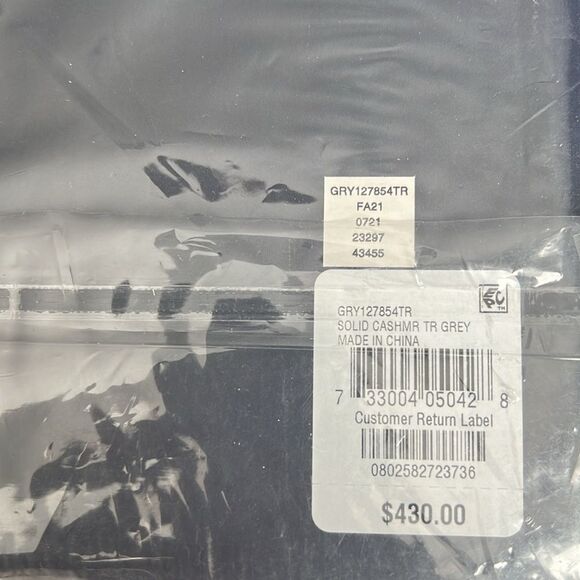 GRY127854TR
FA21
0721
23297
43455
GRY127854TR
SOLID CASHMR TR GREY
MADE IN CHINA
7 33004 05042 8
Customer Return Label
0802582723736
$430.00